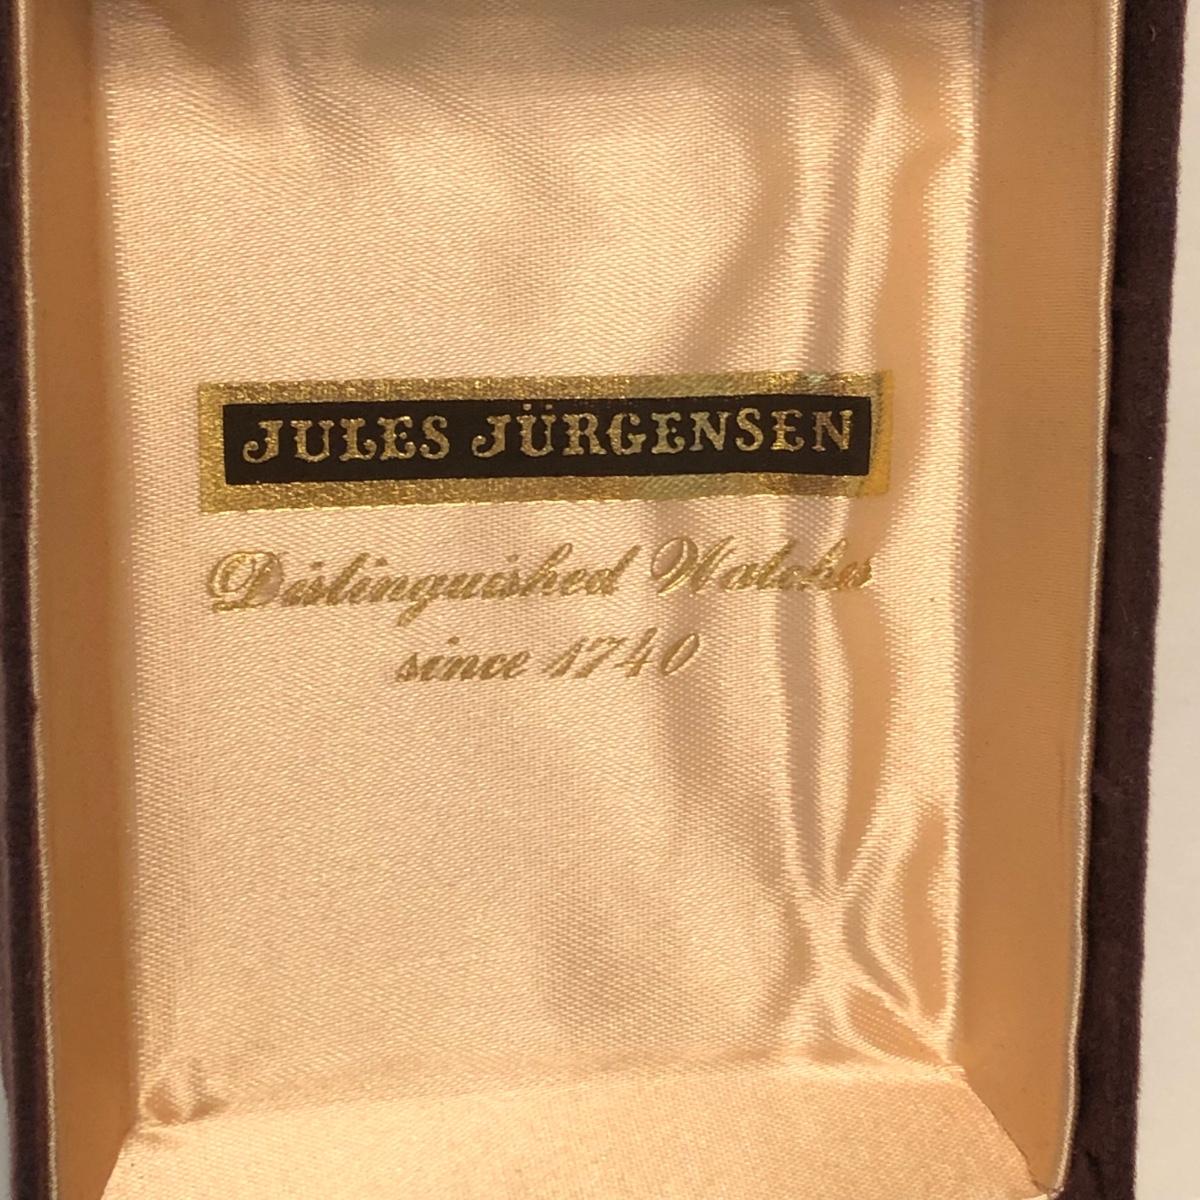 JULES JÜRGENSEN
Distinguished Watches
since 1740